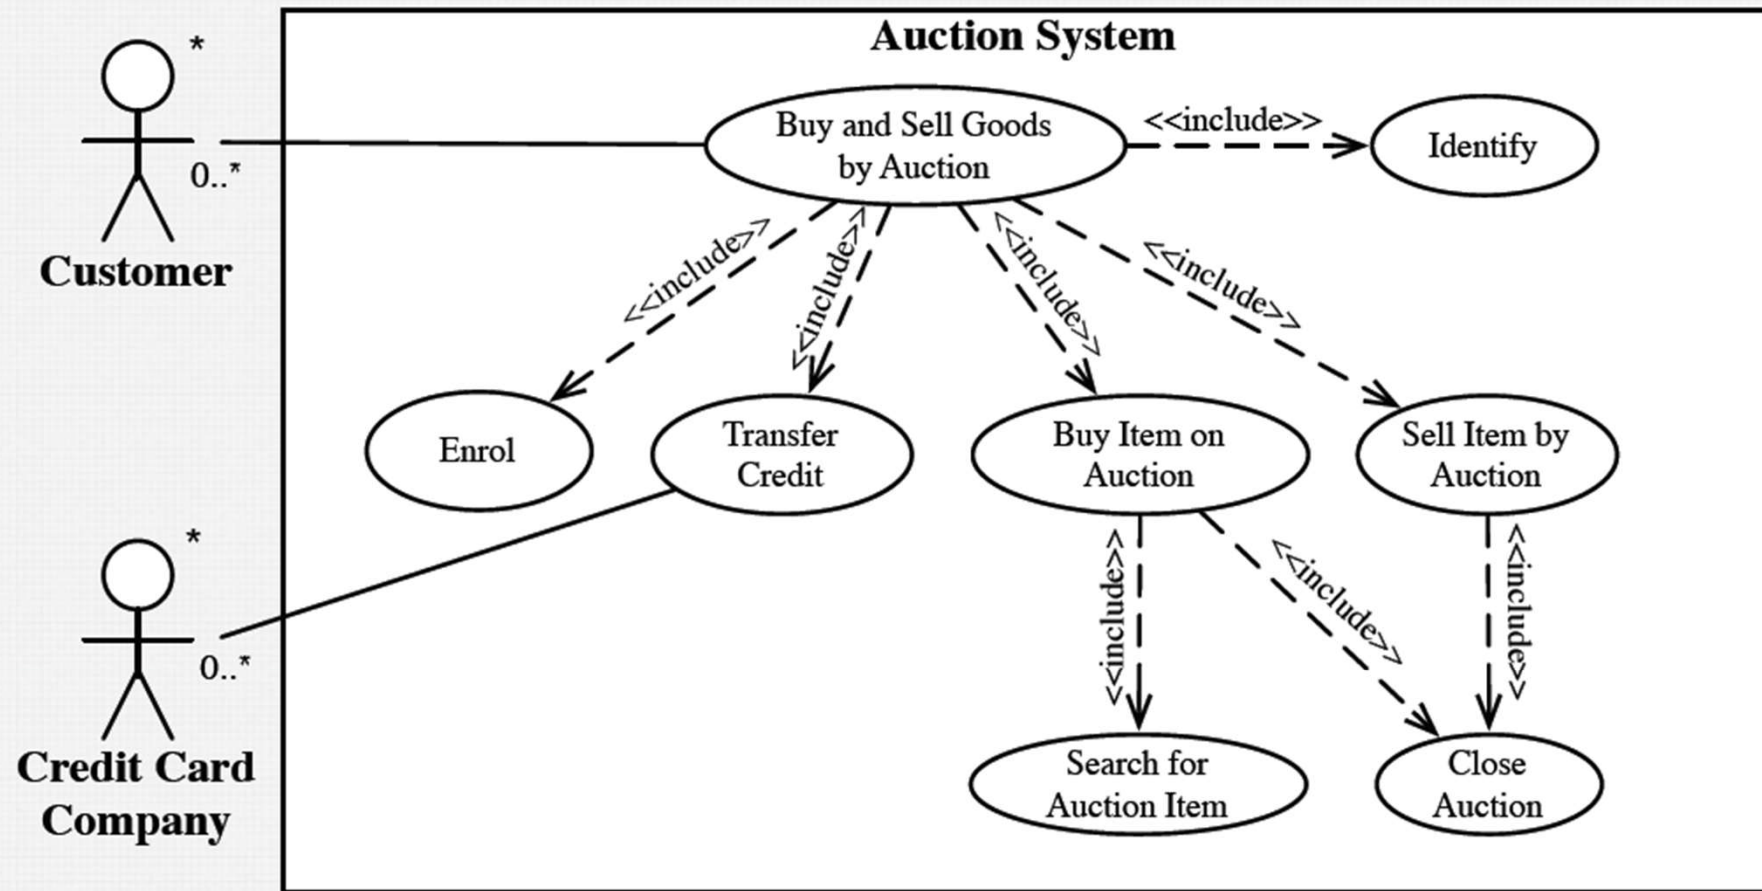 Auction System
*
0..*
Customer
Buy and Sell Goods
by Auction
<<include>>
Identify
<<include>>
<<include>>
<<include>>
<<include>>
Enrol
Transfer
Credit
Buy Item on
Auction
Sell Item by
Auction
*
0..*
Credit Card
Company
<<include>>
<<include>>
<<include>>
Search for
Auction Item
Close
Auction